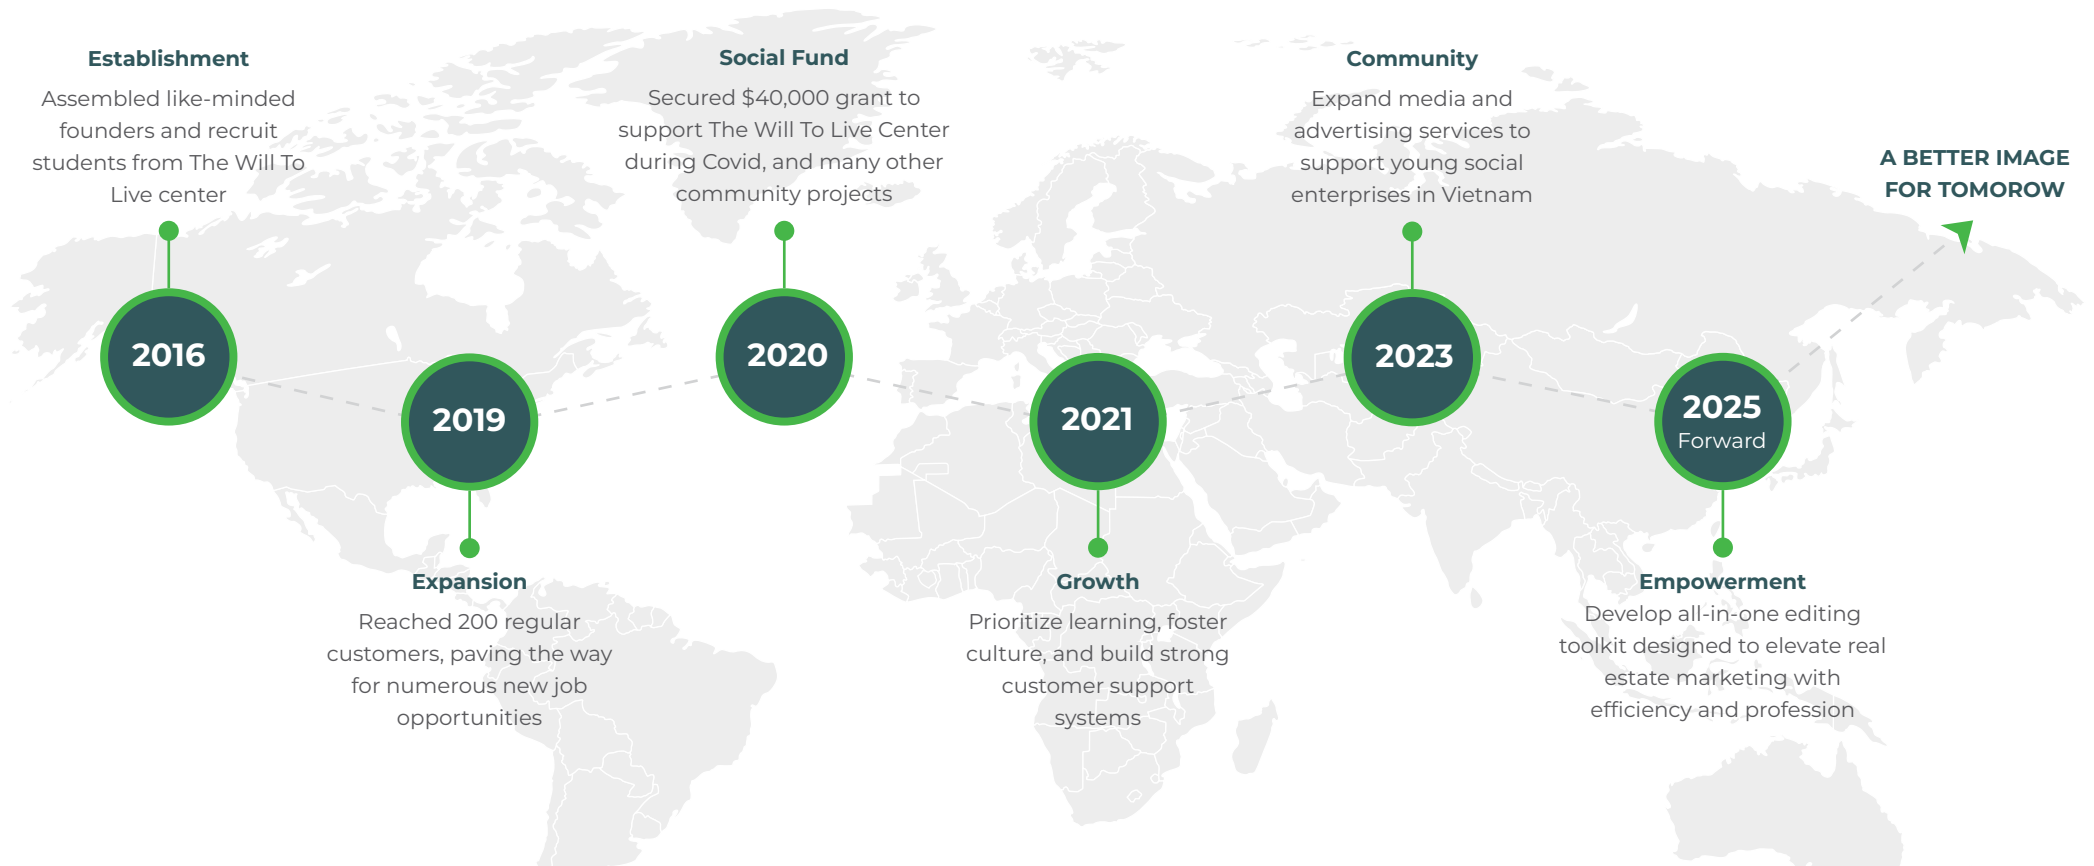 Establishment
Assembled like-minded
founders and recruit
students from The Will To
Live center
2016
2019
Expansion
Reached 200 regular
customers, paving the way
for numerous new job
opportunities
Social Fund
Secured $40,000 grant to
support The Will To Live Center
during Covid, and many other
community projects
2020
2021
Growth
Prioritize learning, foster
culture, and build strong
customer support
systems
Community
Expand media and
advertising services to
support young social
enterprises in Vietnam
2023
2025
Forward
Empowerment
Develop all-in-one editing
toolkit designed to elevate real
estate marketing with
efficiency and profession
A BETTER IMAGE
FOR TOMOROW